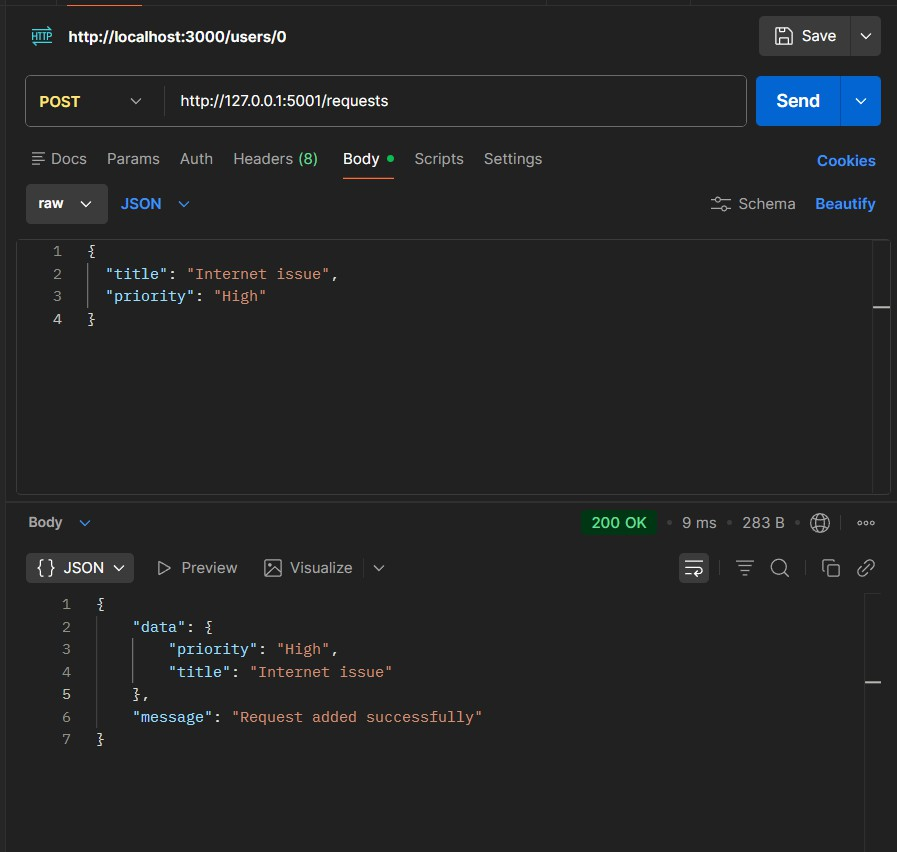 HTTP http://localhost:3000/users/0 Save
POST http://127.0.0.1:5001/requests Send
Docs Params Auth Headers (8) Body Scripts Settings Cookies
raw JSON Schema Beautify
1 {
2 "title": "Internet issue",
3 "priority": "High"
4 }
Body 200 OK • 9 ms • 283 B •
{} JSON Preview Visualize
1 {
2 "data": {
3 "priority": "High",
4 "title": "Internet issue"
5 },
6 "message": "Request added successfully"
7 }